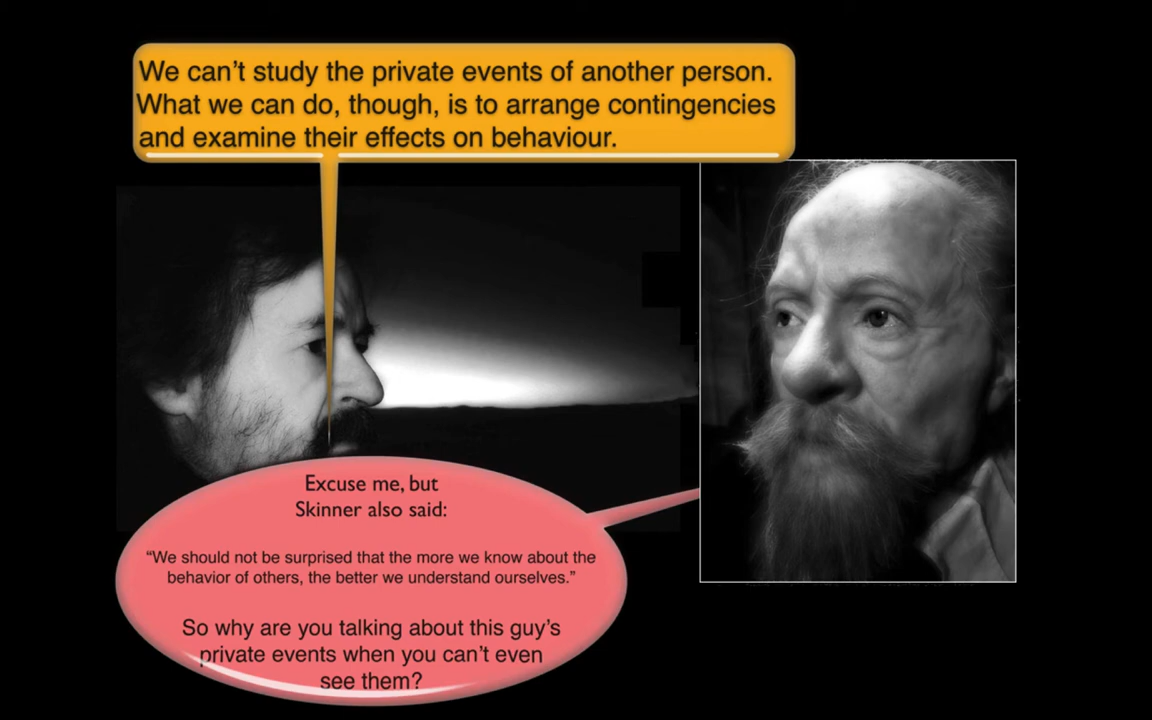 We can’t study the private events of another person.
What we can do, though, is to arrange contingencies
and examine their effects on behaviour.
Excuse me, but
Skinner also said:
“We should not be surprised that the more we know about the
behavior of others, the better we understand ourselves.”
So why are you talking about this guy’s
private events when you can’t even
see them?